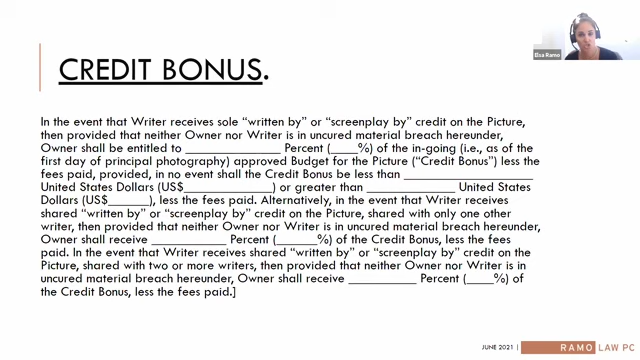 Elsa Ramo
CREDIT BONUS.
In the event that Writer receives sole “written by” or “screenplay by” credit on the Picture,
then provided that neither Owner nor Writer is in uncured material breach hereunder,
Owner shall be entitled to ________________ Percent (____%) of the in-going (i.e., as of the
first day of principal photography) approved Budget for the Picture (“Credit Bonus”) less the
fees paid, provided, in no event shall the Credit Bonus be less than ______________________
United States Dollars (US$_______________) or greater than _______________ United States
Dollars (US$______), less the fees paid. Alternatively, in the event that Writer receives
shared “written by” or “screenplay by” credit on the Picture, shared with only one other
writer, then provided that neither Owner nor Writer is in uncured material breach hereunder,
Owner shall receive _____________ Percent (_______%) of the Credit Bonus, less the fees
paid. In the event that Writer receives shared “written by” or “screenplay by” credit on the
Picture, shared with two or more writers, then provided that neither Owner nor Writer is in
uncured material breach hereunder, Owner shall receive ____________ Percent (____%) of
the Credit Bonus, less the fees paid.]
JUNE 2021 |
RAMO LAW PC